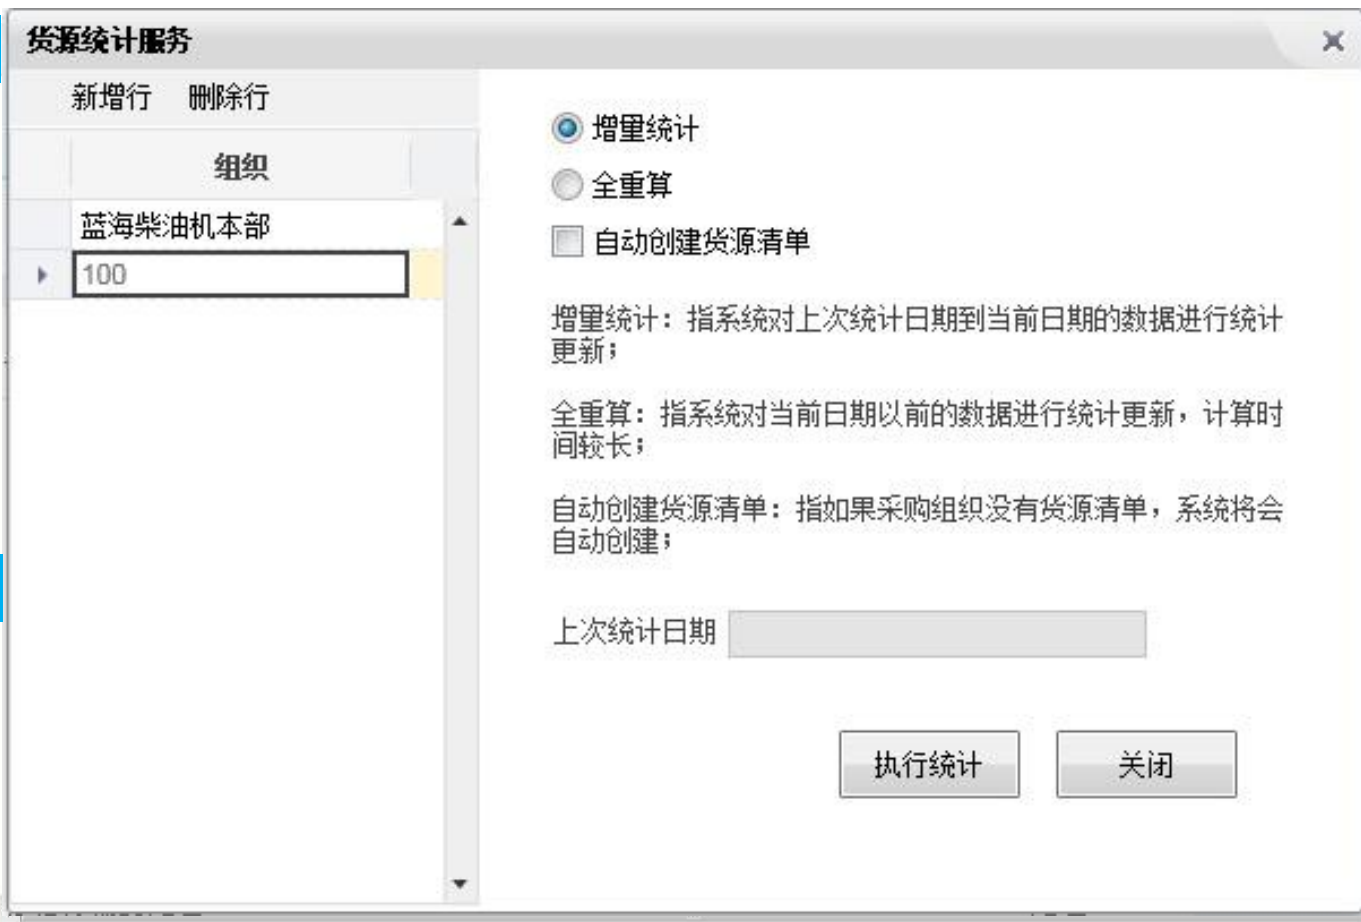 货源统计服务
新增行 删除行
组织
蓝海柴油机本部
100
增量统计
全重算
自动创建货源清单
增量统计：指系统对上次统计日期到当前日期的数据进行统计
更新；
全重算：指系统对当前日期以前的数据进行统计更新，计算时
间较长；
自动创建货源清单：指如果采购组织没有货源清单，系统将会
自动创建；
上次统计日期
执行统计 关闭